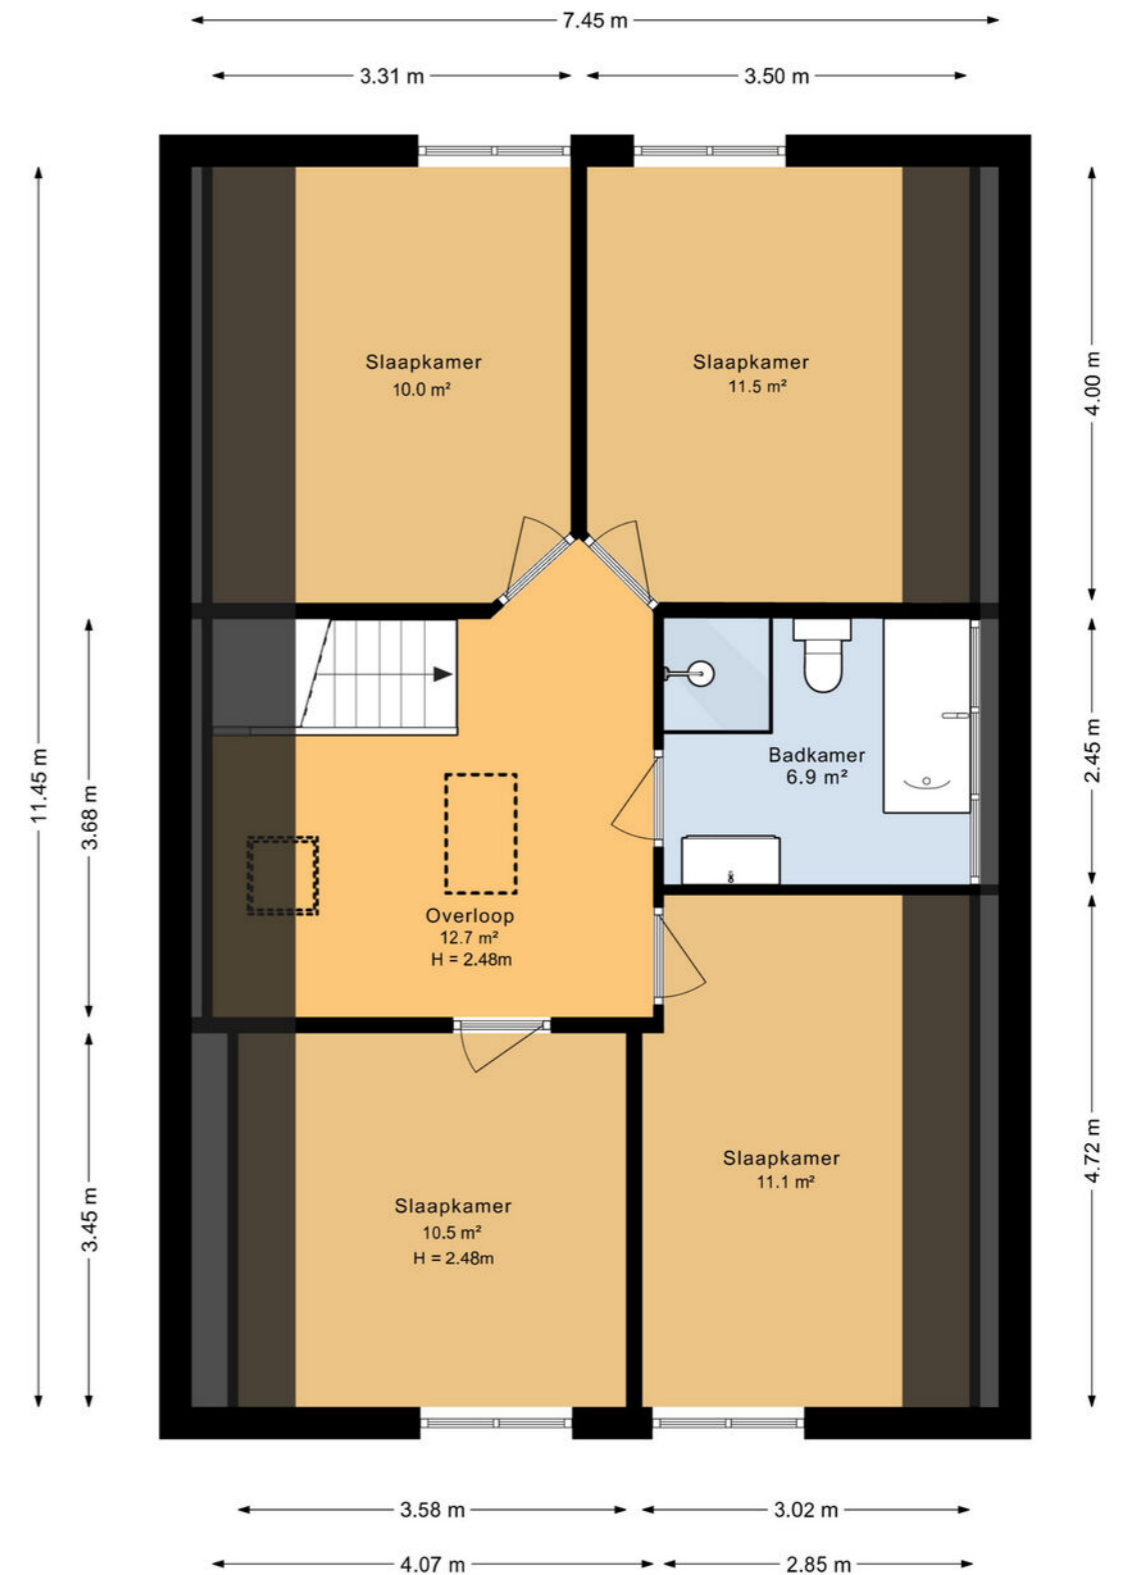 7.45 m
3.31 m
3.50 m
Slaapkamer
10.0 m²
Slaapkamer
11.5 m²
4.00 m
11.45 m
3.68 m
2.45 m
Badkamer
6.9 m²
Overloop
12.7 m²
H = 2.48m
3.45 m
4.72 m
Slaapkamer
10.5 m²
H = 2.48m
Slaapkamer
11.1 m²
3.58 m
3.02 m
4.07 m
2.85 m